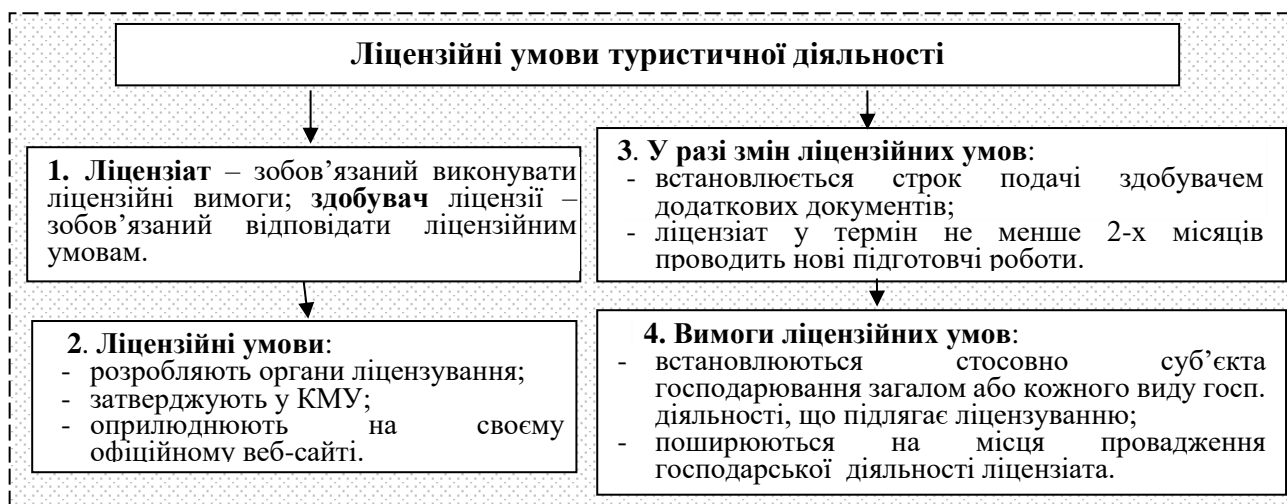 Ліцензійні умови туристичної діяльності
1. Ліцензіат – зобов’язаний виконувати
ліцензійні вимоги; здобувач ліцензії –
зобов’язаний відповідати ліцензійним
умовам.
2. Ліцензійні умови:
- розробляють органи ліцензування;
- затверджують у КМУ;
- оприлюднюють на своєму
офіційному веб-сайті.
3. У разі змін ліцензійних умов:
- встановлюється строк подачі здобувачем
додаткових документів;
- ліцензіат у термін не менше 2-х місяців
проводить нові підготовчі роботи.
4. Вимоги ліцензійних умов:
- встановлюються стосовно суб’єкта
господарювання загалом або кожного виду госп.
діяльності, що підлягає ліцензуванню;
- поширюються на місця провадження
господарської діяльності ліцензіата.